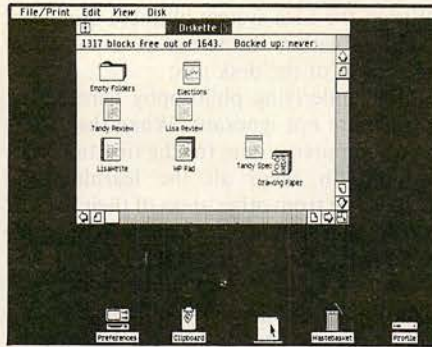 File/Print Edit View Disk
Diskette
1317 blocks free out of 1643. Backed up: never.
Empty Folders
Elections
Tandy Review
Lisa Review
LisaWrite
WP Pad
Tandy Spec
Drawing Paper
Preferences
Clipboard
Wastebasket
Profile